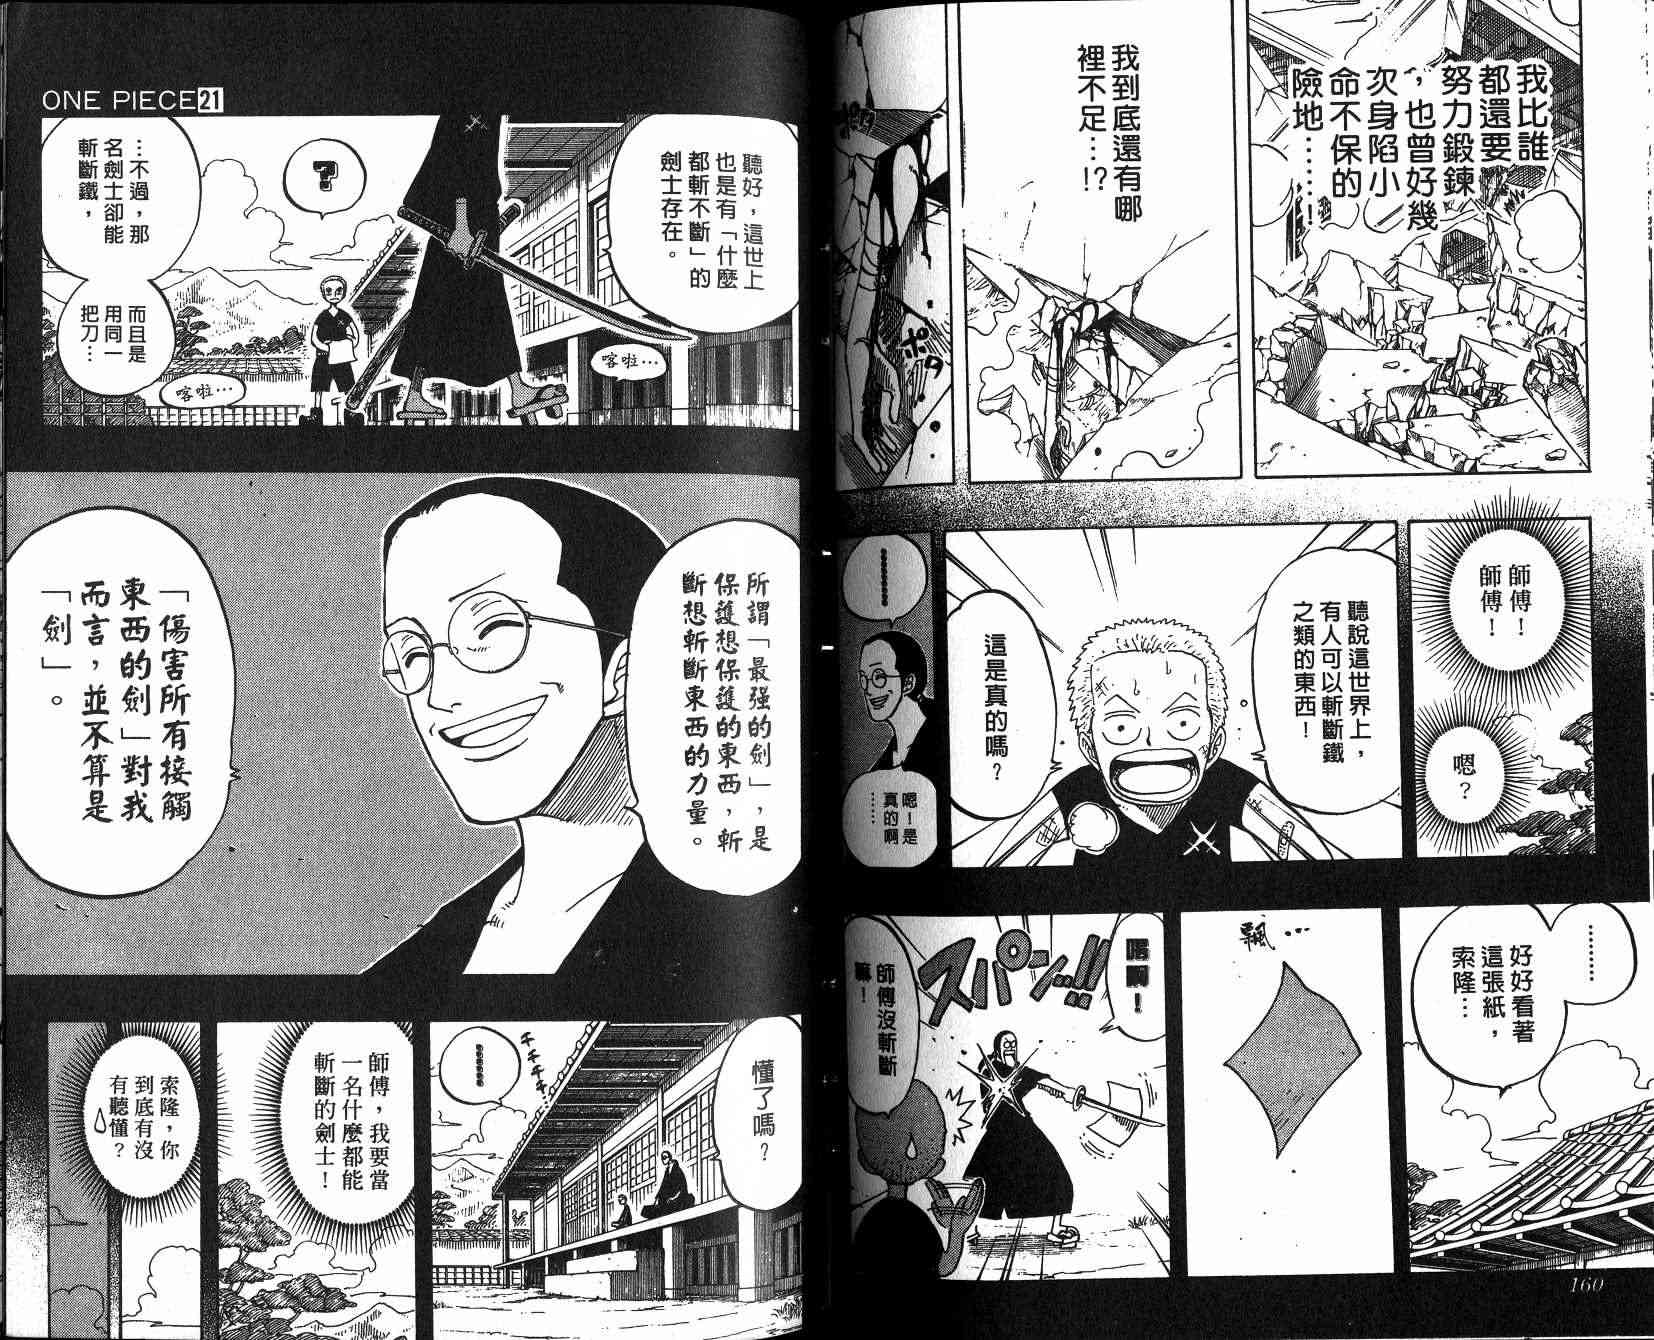 我比誰
都還要
努力鍛鍊
，也曾好幾
次身陷小
命不保的
險地……！
我到底還有哪
裡不足…!?
ポタ
師傅！
師傅！
嗯？
聽說這世界上，
有人可以斬斷鐵
之類的東西！
這是真的嗎？
…………
嗯！是
真的啊
……
………
好好看著
這張紙，
索隆…
飄…
喝啊！
スパーン!!
師傅沒斬斷
嘛！
160
ONE PIECE 21
聽好，這世上
也是有「什麼
都斬不斷」的
劍士存在。
？
…不過，那
名劍士卻能
斬斷鐵，
而且是
用同一
把刀…
喀啦…
喀啦…
所謂「最強的劍」，是
保護想保護的東西，斬
斷想斬斷東西的力量。
「傷害所有接觸
東西的劍」對我
而言，並不算是
「劍」。
懂了嗎？
…………
チチチチ…
師傅，我要當
一名什麼都能
斬斷的劍士！
索隆，你
到底有沒
有聽懂？